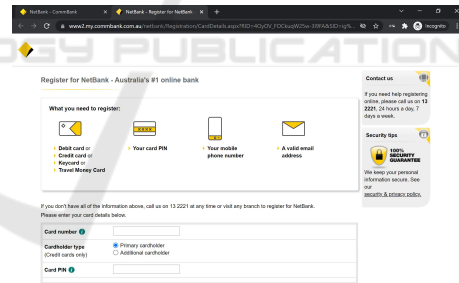 NetBank - CommBank
NetBank - Register for NetBank
www2.my.commbank.com.au/netbank/Registration/CardDetails.aspx
Incognito
PUBLICATION
Register for NetBank - Australia's #1 online bank
What you need to register:
Debit card or
Credit card or
Keycard or
Travel Money Card
Your card PIN
Your mobile
phone number
A valid email
address
If you don't have all of the information above, call us on 13 2221 at any time or visit any branch to register for NetBank.
Please enter your card details below.
Card number
Cardholder type
(Credit cards only)
Primary cardholder
Additional cardholder
Card PIN
Contact us
If you need help registering
online, please call us on 13
2221, 24 hours a day, 7
days a week.
Security tips
100%
SECURITY
GUARANTEE
We keep your personal
information secure. See
our
security & privacy policy.